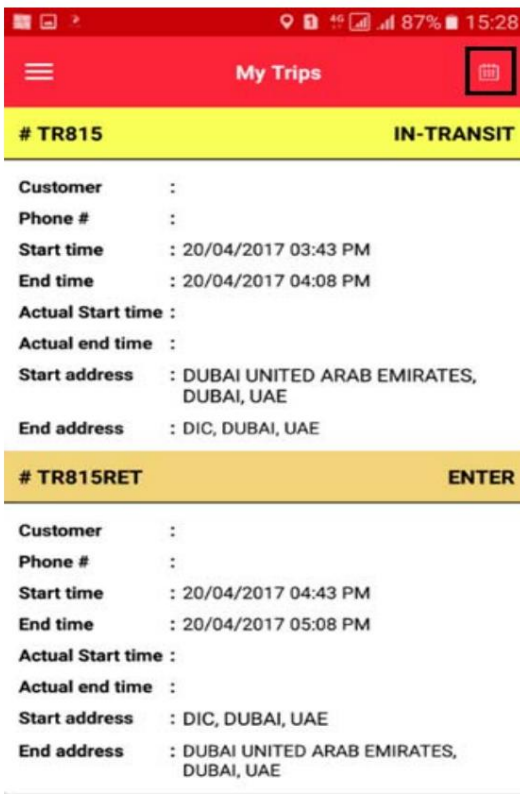 87% 15:28
My Trips
# TR815 IN-TRANSIT
Customer :
Phone # :
Start time : 20/04/2017 03:43 PM
End time : 20/04/2017 04:08 PM
Actual Start time :
Actual end time :
Start address : DUBAI UNITED ARAB EMIRATES,
DUBAI, UAE
End address : DIC, DUBAI, UAE
# TR815RET ENTER
Customer :
Phone # :
Start time : 20/04/2017 04:43 PM
End time : 20/04/2017 05:08 PM
Actual Start time :
Actual end time :
Start address : DIC, DUBAI, UAE
End address : DUBAI UNITED ARAB EMIRATES,
DUBAI, UAE